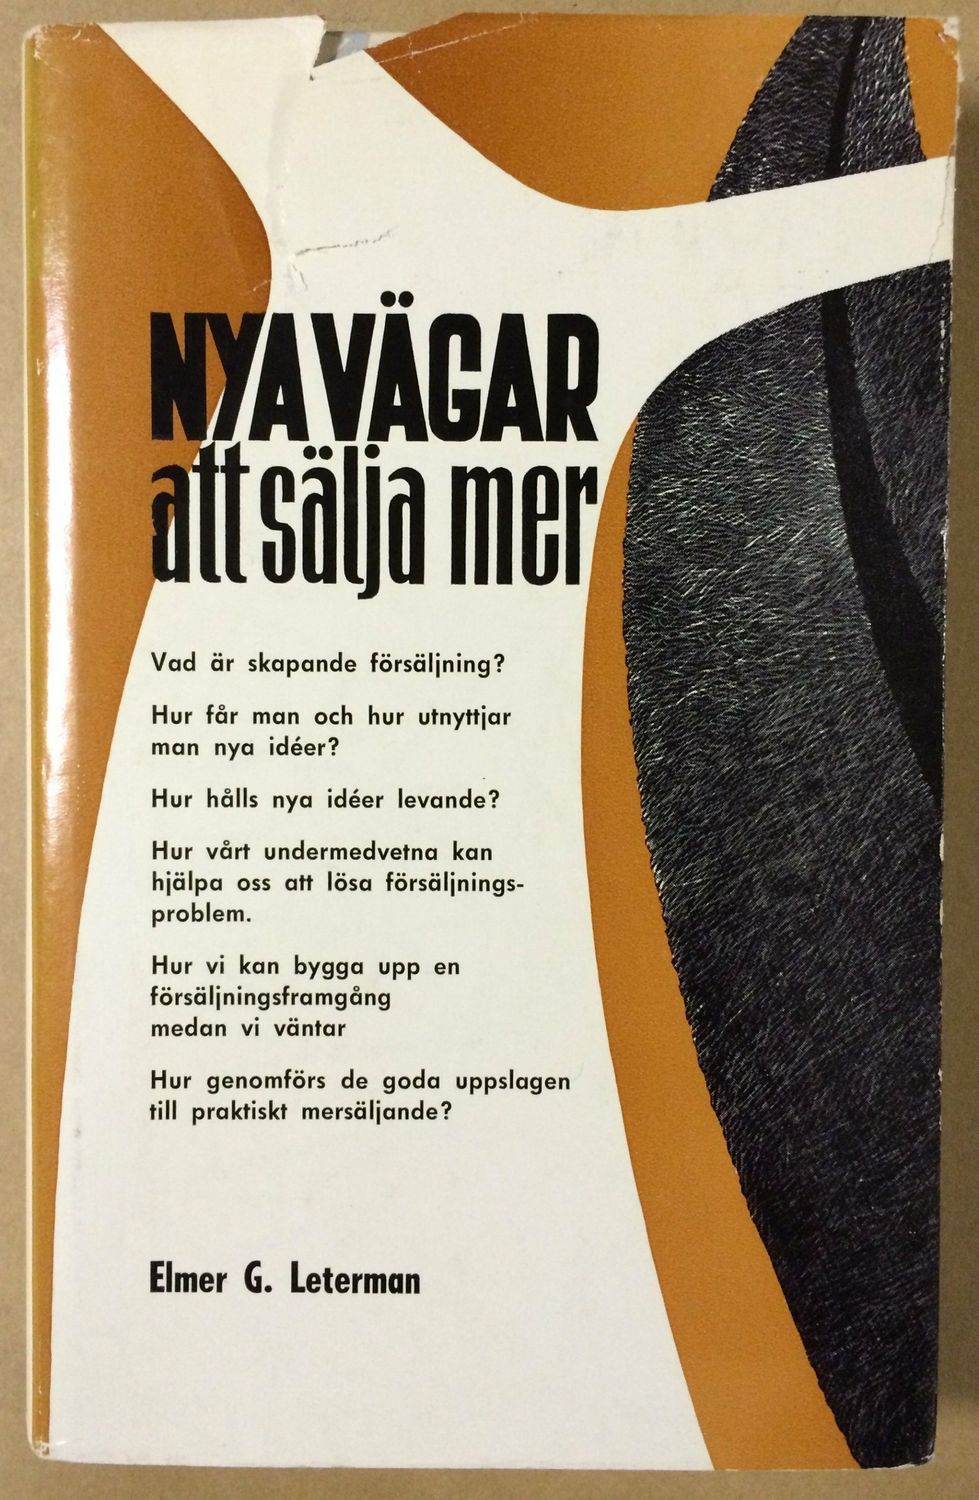 NYA VÄGAR
att sälja mer
Vad är skapande försäljning?
Hur får man och hur utnyttjar
man nya idéer?
Hur hålls nya idéer levande?
Hur vårt undermedvetna kan
hjälpa oss att lösa försäljnings-
problem.
Hur vi kan bygga upp en
försäljningsframgång
medan vi väntar
Hur genomförs de goda uppslagen
till praktiskt mersäljande?
Elmer G. Leterman